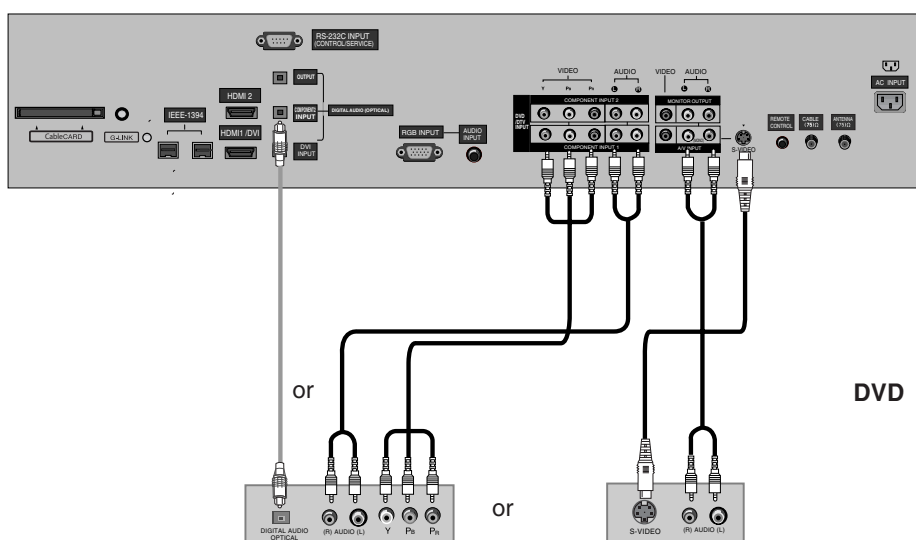 RS-232C INPUT
(CONTROL/SERVICE)
OUTPUT
COMPONENT2
INPUT
DVI
INPUT
DIGITAL AUDIO (OPTICAL)
HDMI 2
HDMI1 /DVI
IEEE-1394
CableCARD
G-LINK
RGB INPUT
AUDIO
INPUT
VIDEO
AUDIO
VIDEO
AUDIO
Y
PB
PR
L
R
L
R
COMPONENT INPUT 2
MONITOR OUTPUT
DVD
/DTV
INPUT
COMPONENT INPUT 1
A/V INPUT
S-VIDEO
REMOTE
CONTROL
CABLE
(75Ω)
ANTENNA
(75Ω)
AC INPUT
or
DVD
or
DIGITAL AUDIO
OPTICAL
(R) AUDIO (L)
Y
PB
PR
S-VIDEO
(R) AUDIO (L)